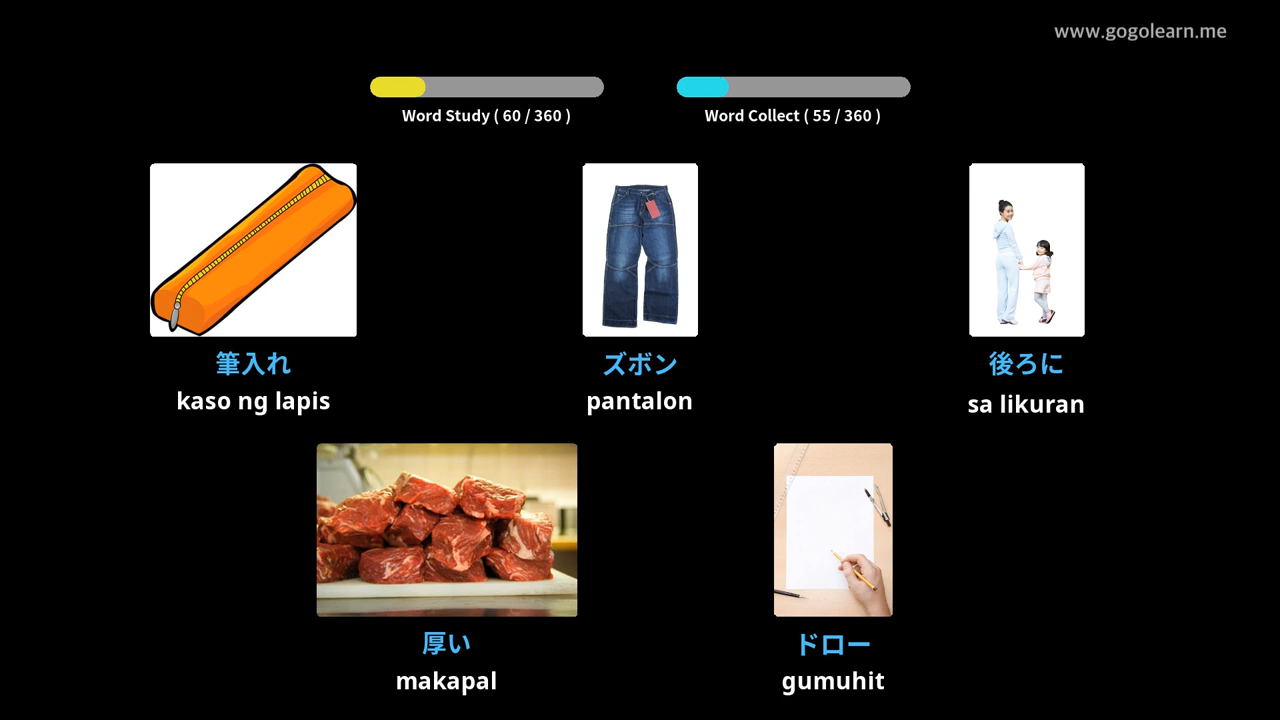 www.gogolearn.me
Word Study ( 60 / 360 )
Word Collect ( 55 / 360 )
筆入れ
kaso ng lapis
ズボン
pantalon
後ろに
sa likuran
厚い
makapal
ドロー
gumuhit